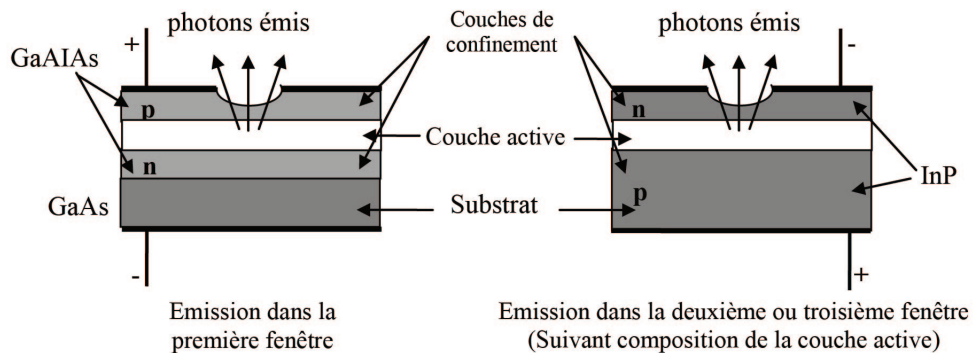 photons émis
Couches de
confinement
photons émis
+
-
GaAIAs
p
n
Couche active
n
InP
GaAs
Substrat
p
-
+
Emission dans la
première fenêtre
Emission dans la deuxième ou troisième fenêtre
(Suivant composition de la couche active)